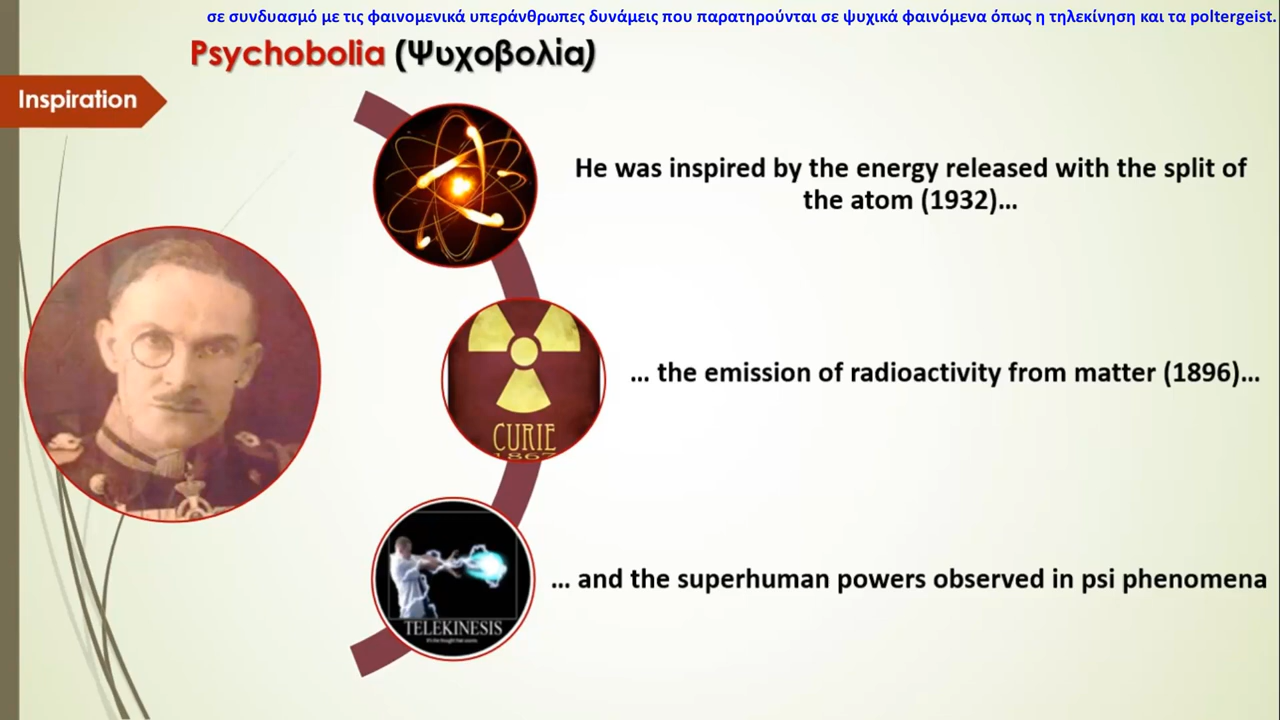 σε συνδυασμό με τις φαινομενικά υπεράνθρωπες δυνάμεις που παρατηρούνται σε ψυχικά φαινόμενα όπως η τηλεκίνηση και τα poltergeist.
Psychobolia (Ψυχοβολία)
Inspiration
He was inspired by the energy released with the split of
the atom (1932)...
... the emission of radioactivity from matter (1896)...
CURIE
1867
... and the superhuman powers observed in psi phenomena
TELEKINESIS